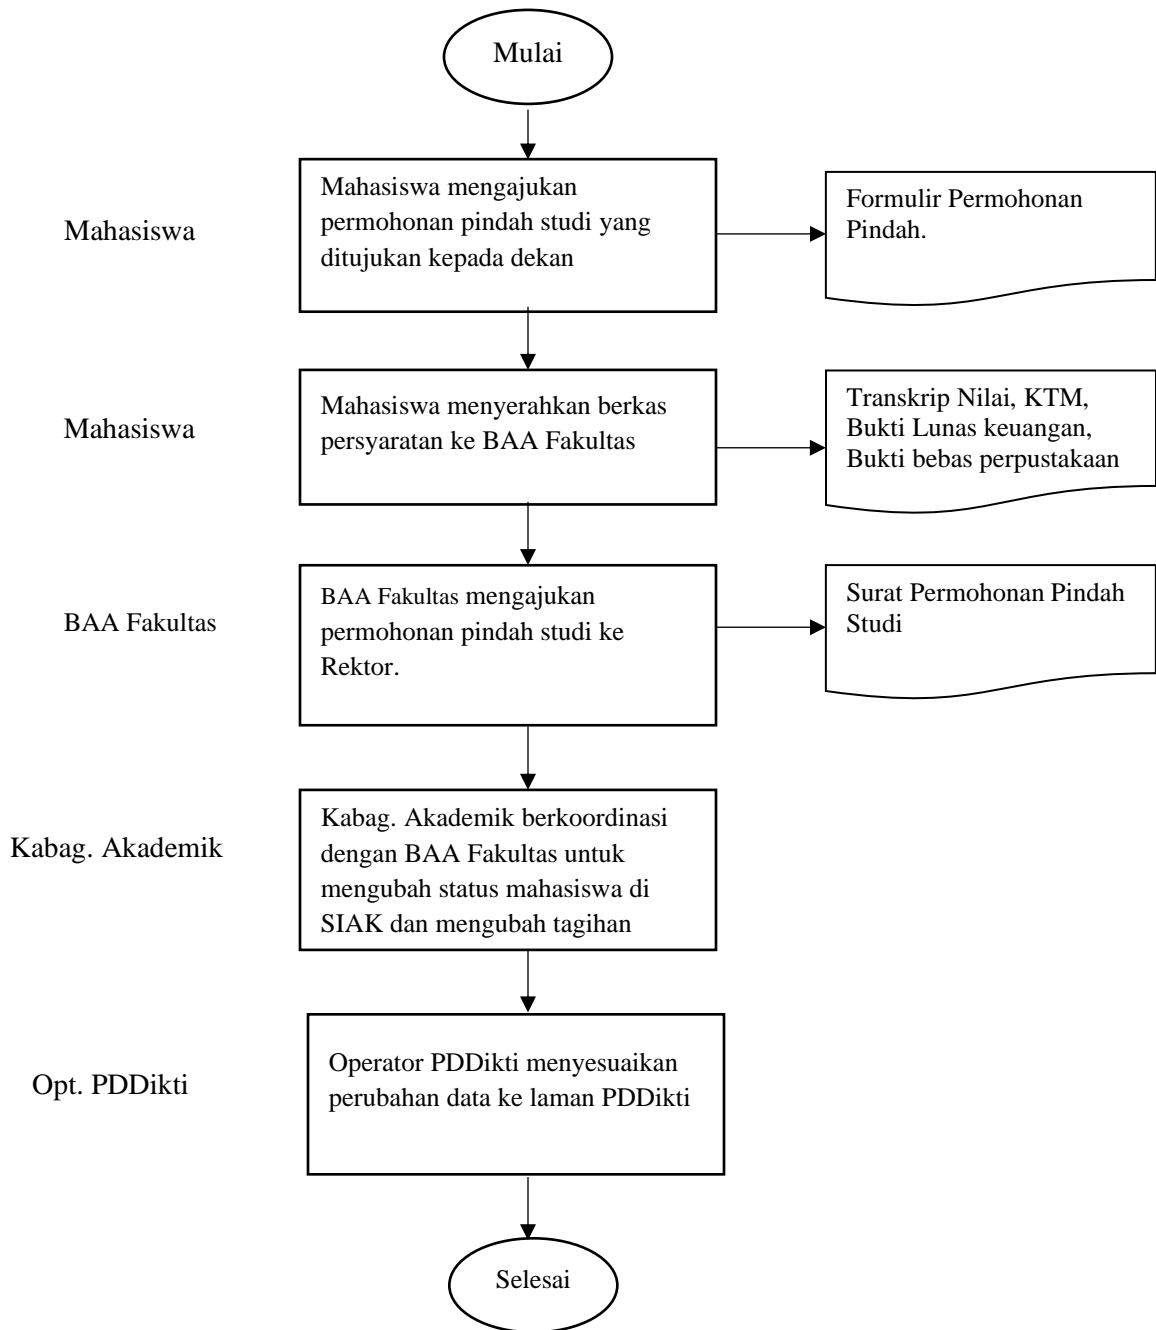 Mulai
Mahasiswa
Mahasiswa mengajukan
permohonan pindah studi yang
ditujukan kepada dekan
Formulir Permohonan
Pindah.
Mahasiswa
Mahasiswa menyerahkan berkas
persyaratan ke BAA Fakultas
Transkrip Nilai, KTM,
Bukti Lunas keuangan,
Bukti bebas perpustakaan
BAA Fakultas
BAA Fakultas mengajukan
permohonan pindah studi ke
Rektor.
Surat Permohonan Pindah
Studi
Kabag. Akademik
Kabag. Akademik berkoordinasi
dengan BAA Fakultas untuk
mengubah status mahasiswa di
SIAK dan mengubah tagihan
Opt. PDDikti
Operator PDDikti menyesuaikan
perubahan data ke laman PDDikti
Selesai